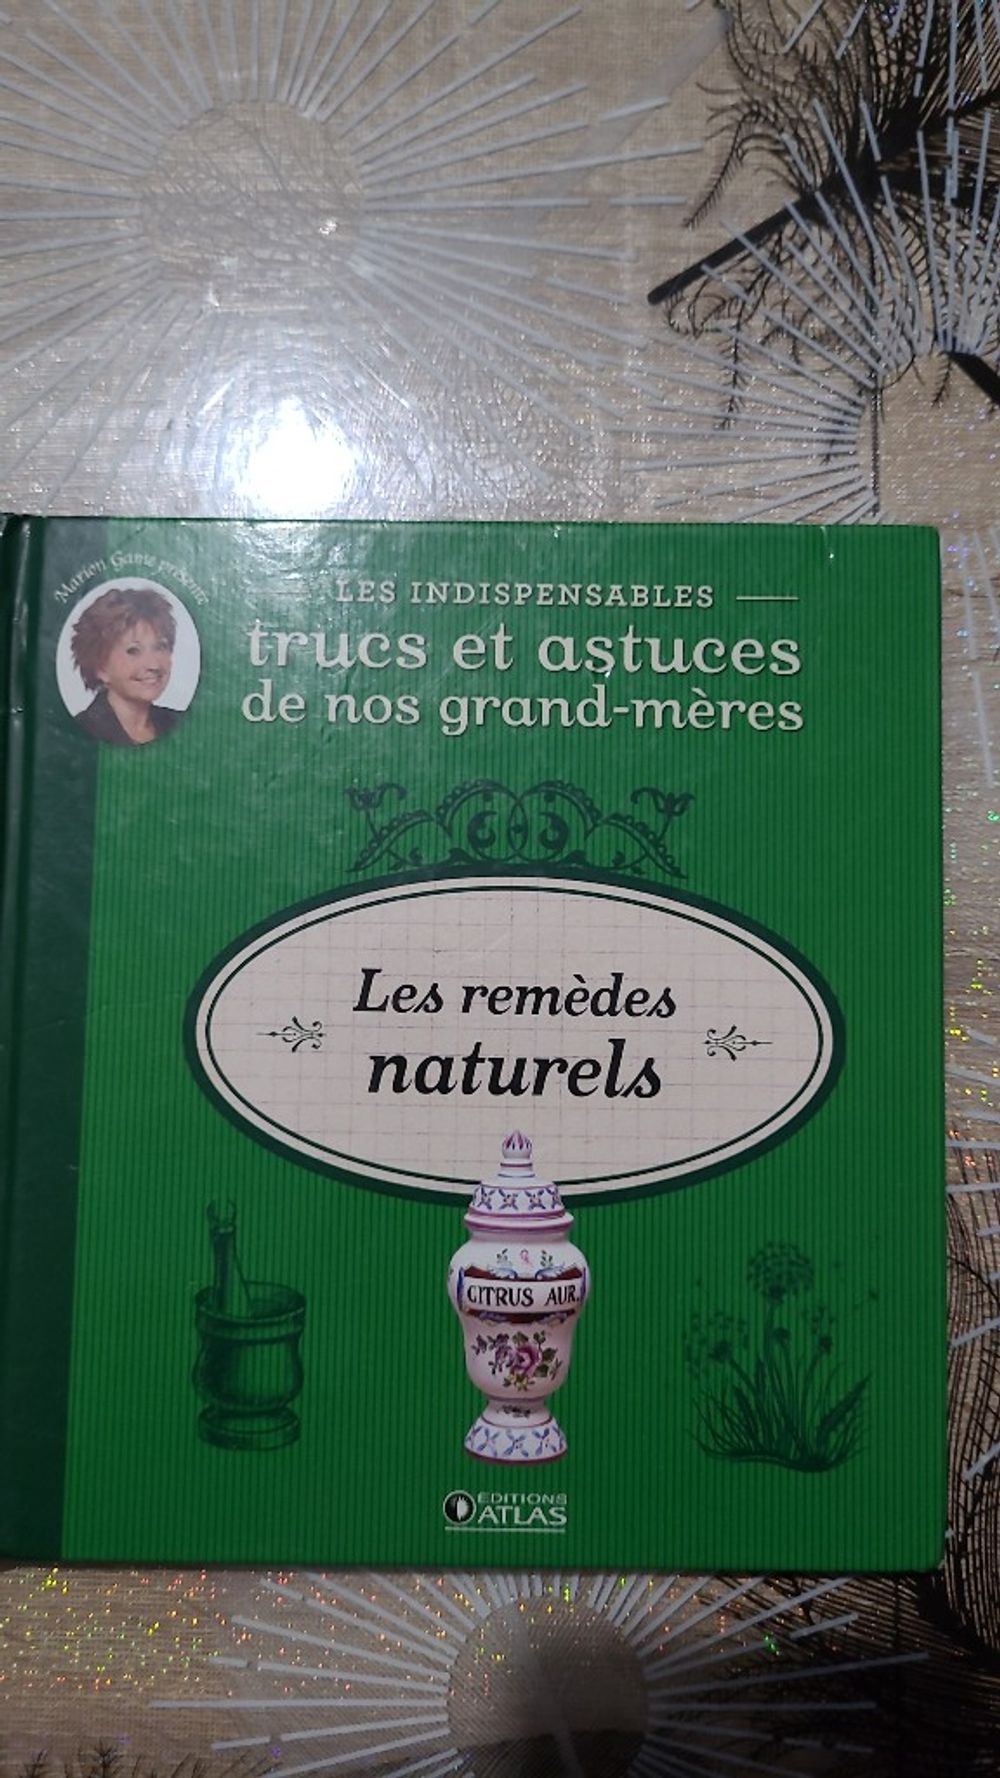 Marion Game présente
LES INDISPENSABLES
trucs et astuces
de nos grand-mères
Les remèdes
naturels
CITRUS AUR.
EDITIONS
ATLAS